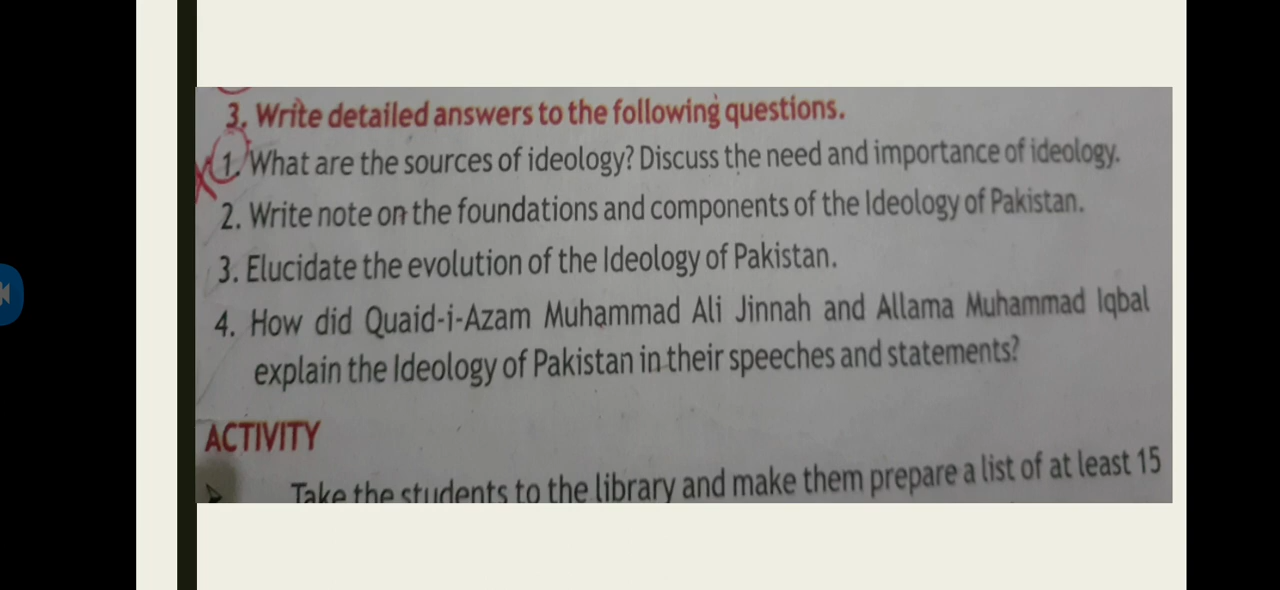 3. Write detailed answers to the following questions.
1. What are the sources of ideology? Discuss the need and importance of ideology.
2. Write note on the foundations and components of the Ideology of Pakistan.
3. Elucidate the evolution of the Ideology of Pakistan.
4. How did Quaid-i-Azam Muhammad Ali Jinnah and Allama Muhammad Iqbal
explain the Ideology of Pakistan in their speeches and statements?
ACTIVITY
Take the students to the library and make them prepare a list of at least 15